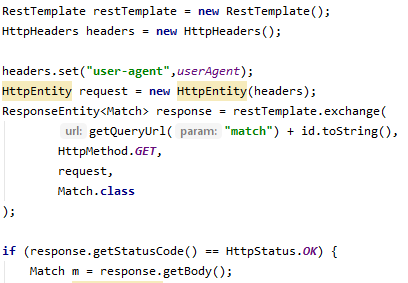 RestTemplate restTemplate = new RestTemplate();
HttpHeaders headers = new HttpHeaders();
headers.set("user-agent",userAgent);
HttpEntity request = new HttpEntity(headers);
ResponseEntity<Match> response = restTemplate.exchange(
url: getQueryUrl( param: "match") + id.toString(),
HttpMethod.GET,
request,
Match.class
);
if (response.getStatusCode() == HttpStatus.OK) {
Match m = response.getBody();